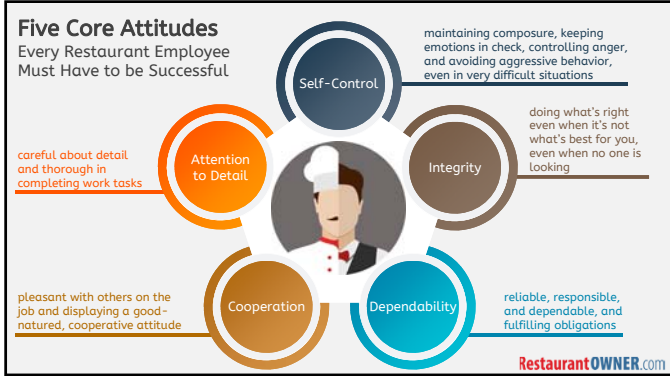 Five Core Attitudes
Every Restaurant Employee
Must Have to be Successful
Self-Control
maintaining composure, keeping
emotions in check, controlling anger,
and avoiding aggressive behavior,
even in very difficult situations
Attention
to Detail
careful about detail
and thorough in
completing work tasks
Integrity
doing what's right
even when it's not
what's best for you,
even when no one is
looking
Cooperation
pleasant with others on the
job and displaying a good-
natured, cooperative attitude
Dependability
reliable, responsible,
and dependable, and
fulfilling obligations
RestaurantOWNER.com